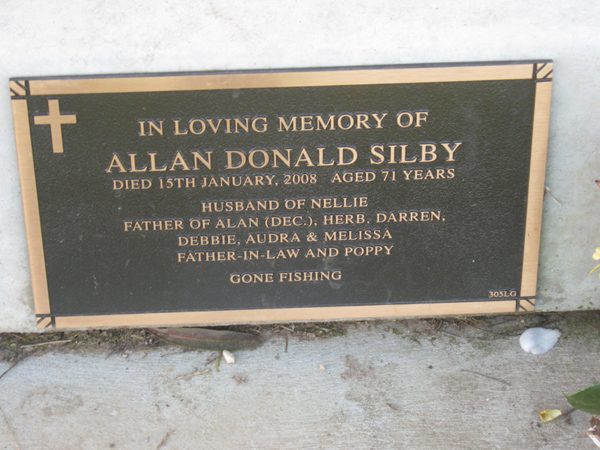 IN LOVING MEMORY OF
ALLAN DONALD SILBY
DIED 15TH JANUARY, 2008 AGED 71 YEARS
HUSBAND OF NELLIE
FATHER OF ALAN (DEC.), HERB, DARREN,
DEBBIE, AUDRA & MELISSA
FATHER-IN-LAW AND POPPY
GONE FISHING
305LG